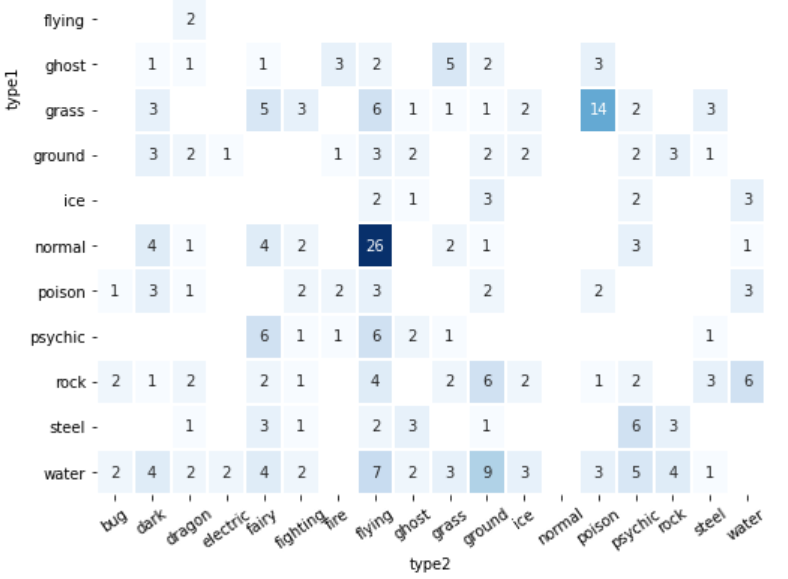 type1
flying 2
ghost 1 1 1 3 2 5 2 3
grass 3 5 3 6 1 1 1 2 14 2 3
ground 3 2 1 1 3 2 2 2 2 3 1
ice 2 1 3 2 3
normal 4 1 4 2 26 2 1 3 1
poison 1 3 1 2 2 3 2 2 3
psychic 6 1 1 6 2 1 1
rock 2 1 2 2 1 4 2 6 2 1 2 3 6
steel 1 3 1 2 3 1 6 3
water 2 4 2 2 4 2 7 2 3 9 3 3 5 4 1
bug dark dragon electric fairy fighting fire flying ghost grass ground ice normal poison psychic rock steel water
type2